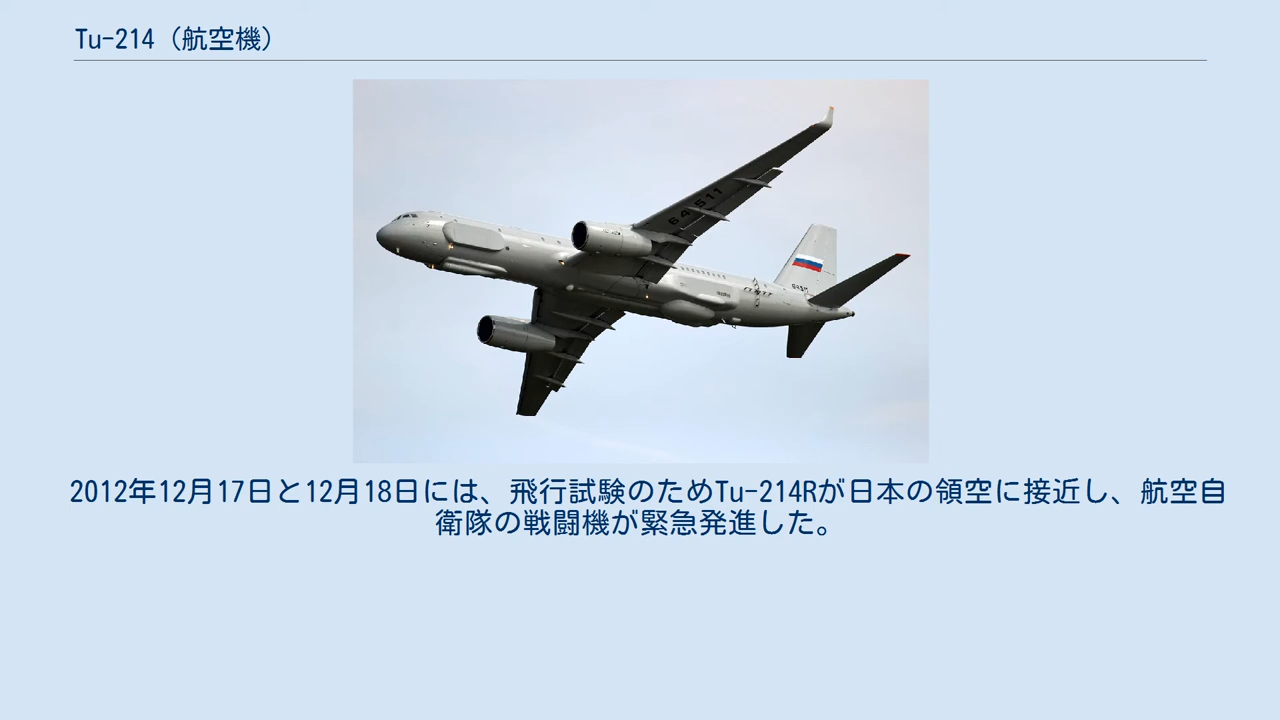 Tu-214（航空機）
64511
2012年12月17日と12月18日には、飛行試験のためTu-214Rが日本の領空に接近し、航空自
衛隊の戦闘機が緊急発進した。